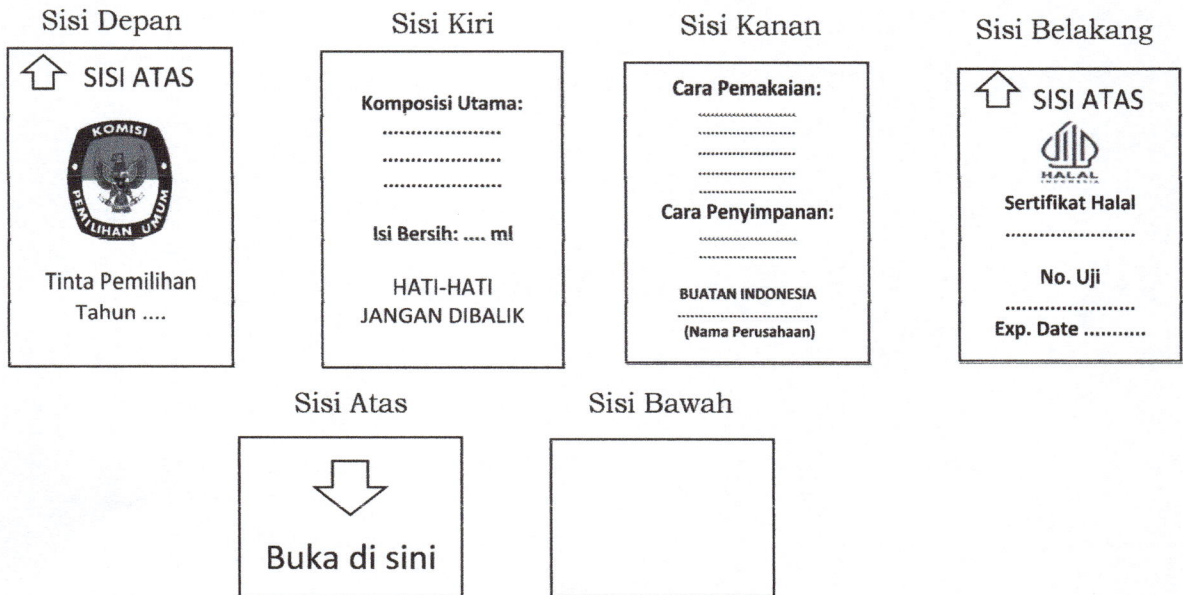 Sisi Depan
SISI ATAS
KOMISI
PEMILIHAN UMUM
Tinta Pemilihan
Tahun ....
Sisi Kiri
Komposisi Utama:
......................
......................
......................
Isi Bersih: .... ml
HATI-HATI
JANGAN DIBALIK
Sisi Kanan
Cara Pemakaian:
......................
......................
......................
......................
......................
Cara Penyimpanan:
......................
......................
BUATAN INDONESIA
..............................
(Nama Perusahaan)
Sisi Belakang
SISI ATAS
HALAL
INDONESIA
Sertifikat Halal
......................
No. Uji
......................
Exp. Date ...........
Sisi Atas
Buka di sini
Sisi Bawah